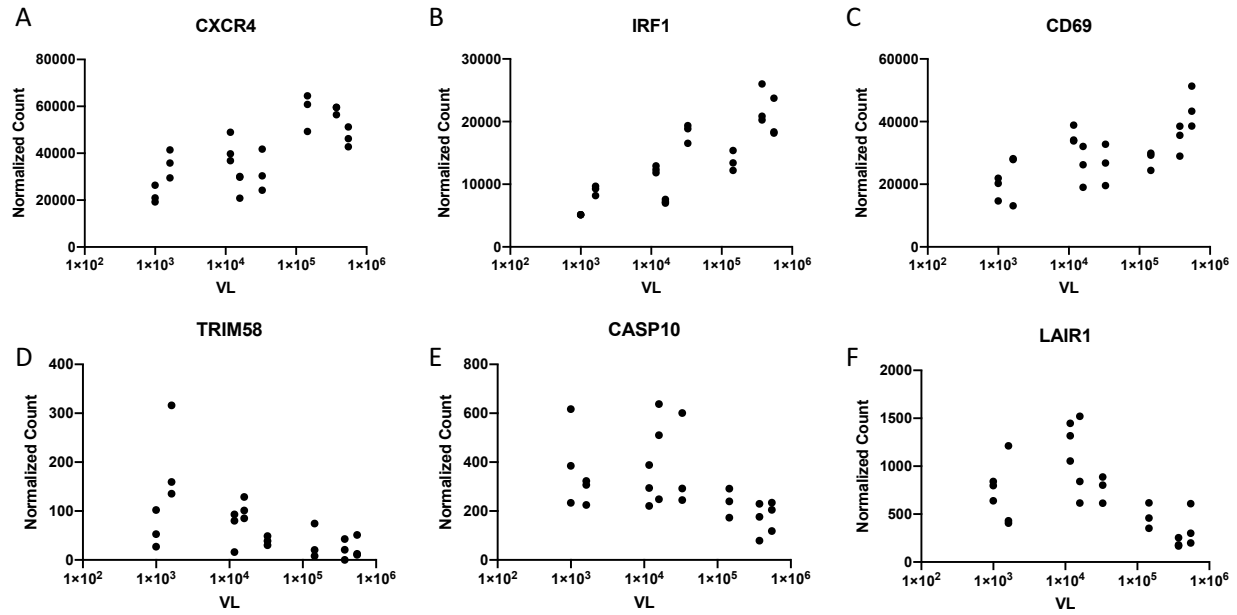 A
CXCR4
Normalized Count
80000
60000
40000
20000
0
1×10²
1×10³
1×10⁴
1×10⁵
1×10⁶
VL
B
IRF1
Normalized Count
30000
20000
10000
0
1×10²
1×10³
1×10⁴
1×10⁵
1×10⁶
VL
C
CD69
Normalized Count
60000
40000
20000
0
1×10²
1×10³
1×10⁴
1×10⁵
1×10⁶
VL
D
TRIM58
Normalized Count
400
300
200
100
0
1×10²
1×10³
1×10⁴
1×10⁵
1×10⁶
VL
E
CASP10
Normalized Count
800
600
400
200
0
1×10²
1×10³
1×10⁴
1×10⁵
1×10⁶
VL
F
LAIR1
Normalized Count
2000
1500
1000
500
0
1×10²
1×10³
1×10⁴
1×10⁵
1×10⁶
VL